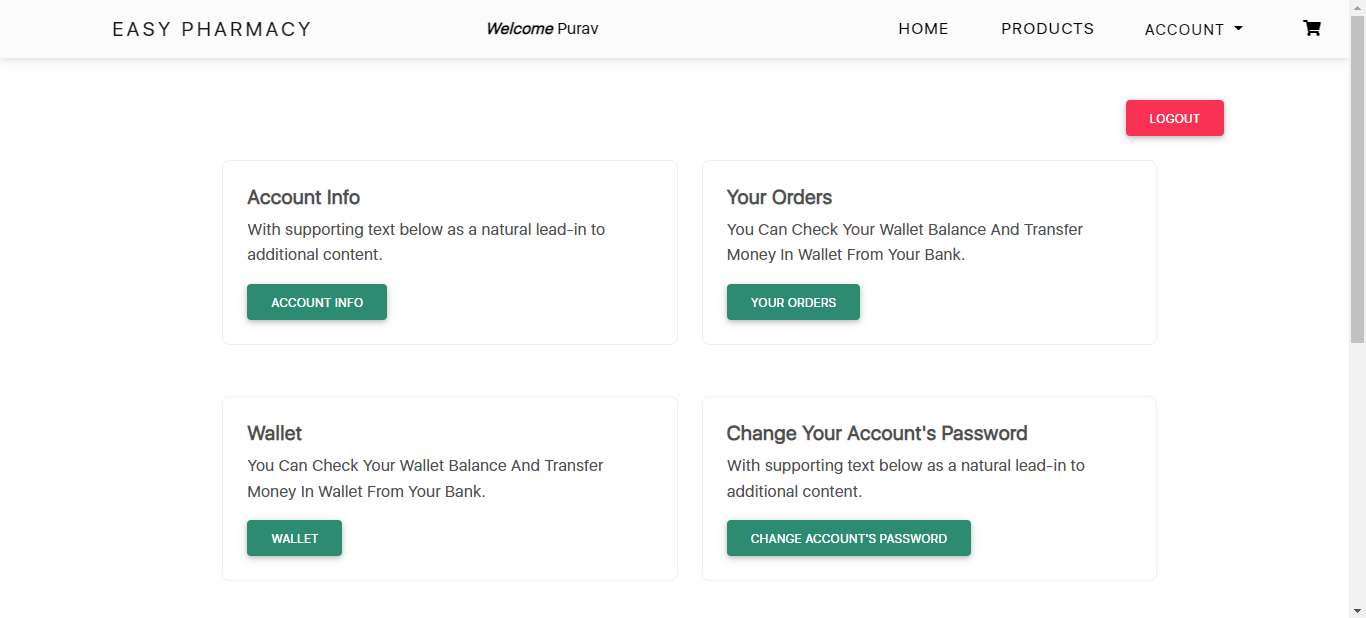 EASY PHARMACY
Welcome Purav
HOME
PRODUCTS
ACCOUNT
LOGOUT
Account Info
With supporting text below as a natural lead-in to
additional content.
ACCOUNT INFO
Your Orders
You Can Check Your Wallet Balance And Transfer
Money In Wallet From Your Bank.
YOUR ORDERS
Wallet
You Can Check Your Wallet Balance And Transfer
Money In Wallet From Your Bank.
WALLET
Change Your Account's Password
With supporting text below as a natural lead-in to
additional content.
CHANGE ACCOUNT'S PASSWORD